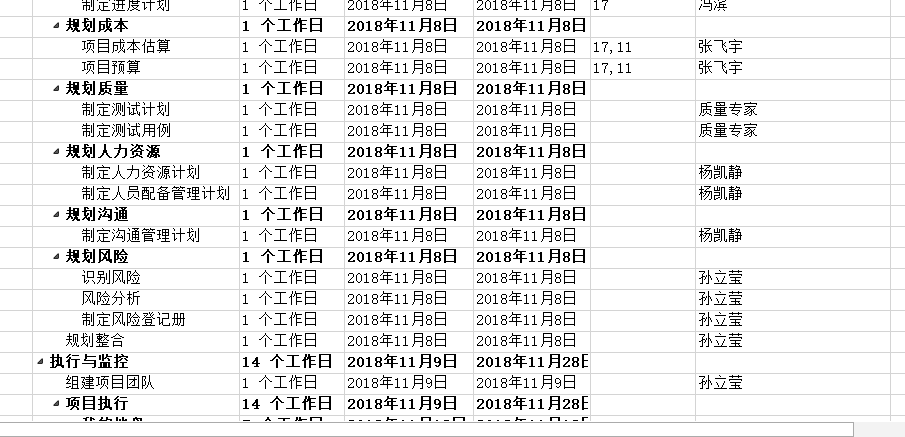 制定进度计划 1 个工作日 2018年11月8日 2018年11月8日 17 冯滨
规划成本 1 个工作日 2018年11月8日 2018年11月8日
项目成本估算 1 个工作日 2018年11月8日 2018年11月8日 17,11 张飞宇
项目预算 1 个工作日 2018年11月8日 2018年11月8日 17,11 张飞宇
规划质量 1 个工作日 2018年11月8日 2018年11月8日
制定测试计划 1 个工作日 2018年11月8日 2018年11月8日 质量专家
制定测试用例 1 个工作日 2018年11月8日 2018年11月8日 质量专家
规划人力资源 1 个工作日 2018年11月8日 2018年11月8日
制定人力资源计划 1 个工作日 2018年11月8日 2018年11月8日 杨凯静
制定人员配备管理计划 1 个工作日 2018年11月8日 2018年11月8日 杨凯静
规划沟通 1 个工作日 2018年11月8日 2018年11月8日
制定沟通管理计划 1 个工作日 2018年11月8日 2018年11月8日 杨凯静
规划风险 1 个工作日 2018年11月8日 2018年11月8日
识别风险 1 个工作日 2018年11月8日 2018年11月8日 孙立莹
风险分析 1 个工作日 2018年11月8日 2018年11月8日 孙立莹
制定风险登记册 1 个工作日 2018年11月8日 2018年11月8日 孙立莹
规划整合 1 个工作日 2018年11月8日 2018年11月8日 孙立莹
执行与监控 14 个工作日 2018年11月9日 2018年11月28日
组建项目团队 1 个工作日 2018年11月9日 2018年11月9日 孙立莹
项目执行 14 个工作日 2018年11月9日 2018年11月28日